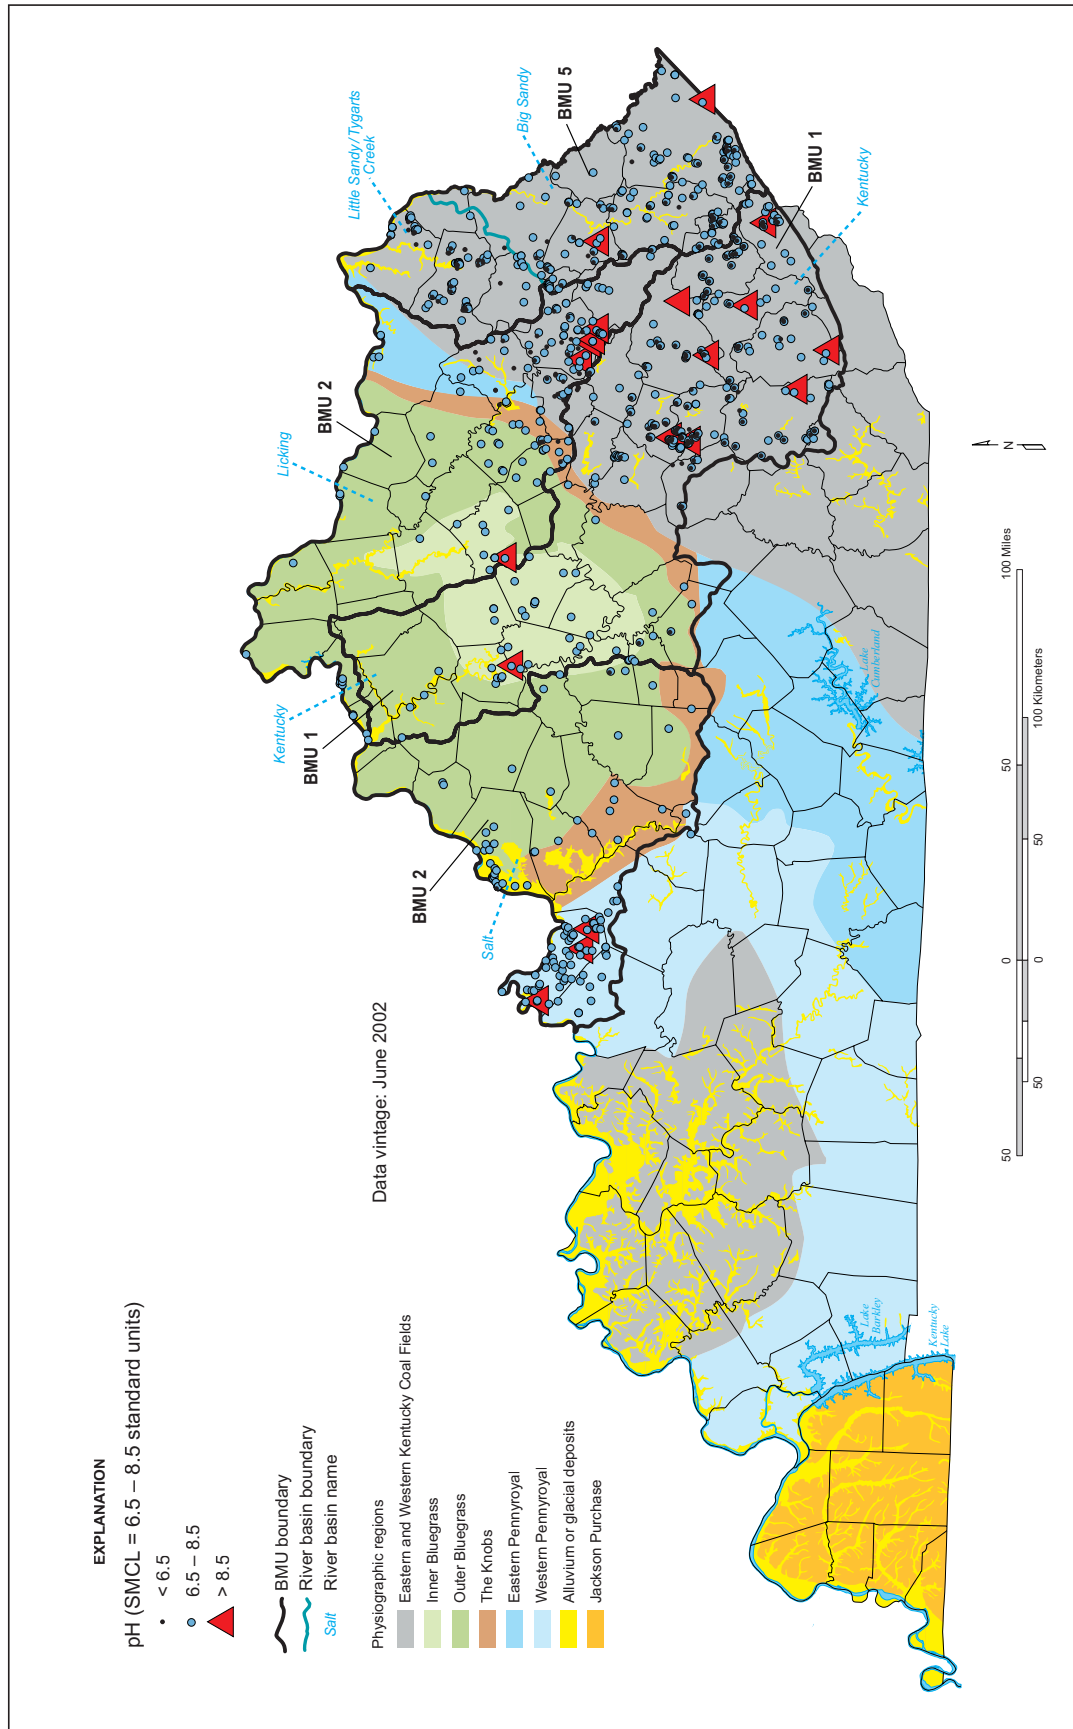 EXPLANATION
pH (SMCL = 6.5 – 8.5 standard units)
< 6.5
6.5 – 8.5
> 8.5
BMU boundary
River basin boundary
Salt River basin name
Physiographic regions
Eastern and Western Kentucky Coal Fields
Inner Bluegrass
Outer Bluegrass
The Knobs
Eastern Pennyroyal
Western Pennyroyal
Alluvium or glacial deposits
Jackson Purchase
Data vintage: June 2002
Salt
BMU 2
BMU 1
Kentucky
Licking
BMU 2
Little Sandy/Tygarts
Creek
Big Sandy
BMU 5
BMU 1
Kentucky
Lake
Cumberland
Lake
Barkley
Kentucky
Lake
N
50 0 50 100 Miles
50 0 50 100 Kilometers